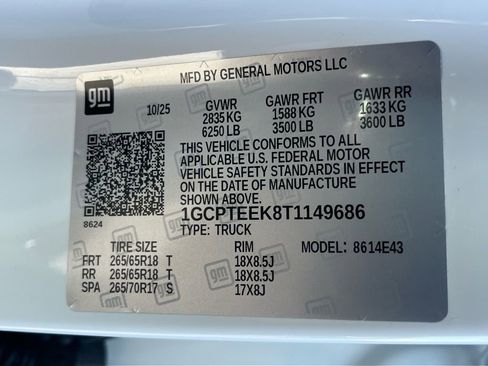 gm
MFD BY GENERAL MOTORS LLC
10/25 GVWR GAWR FRT GAWR RR
2835 KG 1588 KG 1633 KG
6250 LB 3500 LB 3600 LB
THIS VEHICLE CONFORMS TO ALL
APPLICABLE U.S. FEDERAL MOTOR
VEHICLE SAFETY STANDARDS IN EFFECT
ON THE DATE OF MANUFACTURE
SHOWN ABOVE.
8624
1GCPTEEK8T1149686
TYPE: TRUCK
TIRE SIZE RIM MODEL: 8614E43
FRT 265/65R18 T 18X8.5J
RR 265/65R18 T 18X8.5J
SPA 265/70R17 S 17X8J